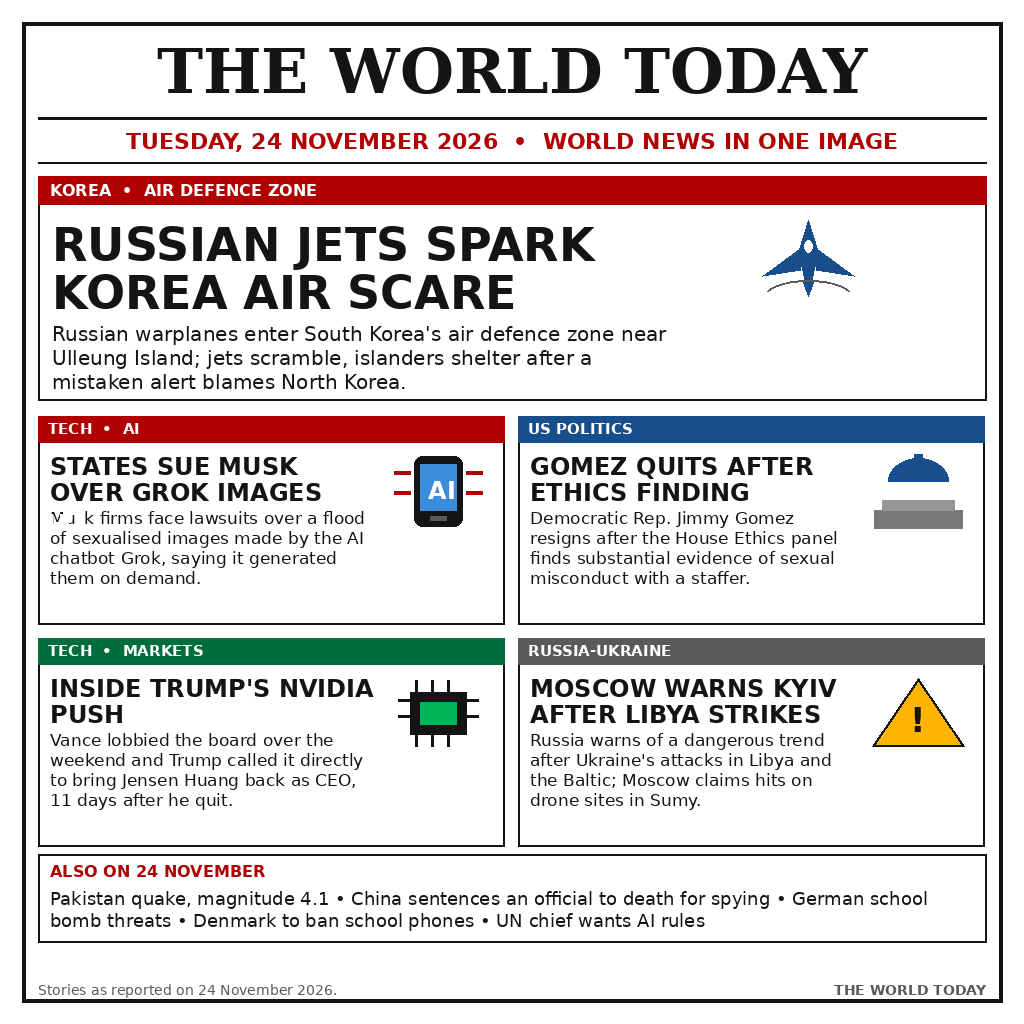 THE WORLD TODAY
TUESDAY, 24 NOVEMBER 2026 • WORLD NEWS IN ONE IMAGE
KOREA • AIR DEFENCE ZONE
RUSSIAN JETS SPARK
KOREA AIR SCARE
Russian warplanes enter South Korea's air defence zone near
Ulleung Island; jets scramble, islanders shelter after a
mistaken alert blames North Korea.
TECH • AI
STATES SUE MUSK
OVER GROK IMAGES
AI
firms face lawsuits over a flood
of sexualised images made by the AI
chatbot Grok, saying it generated
them on demand.
US POLITICS
GOMEZ QUITS AFTER
ETHICS FINDING
Democratic Rep. Jimmy Gomez
resigns after the House Ethics panel
finds substantial evidence of sexual
misconduct with a staffer.
TECH • MARKETS
INSIDE TRUMP'S NVIDIA
PUSH
Vance lobbied the board over the
weekend and Trump called it directly
to bring Jensen Huang back as CEO,
11 days after he quit.
RUSSIA-UKRAINE
MOSCOW WARNS KYIV
AFTER LIBYA STRIKES
!
Russia warns of a dangerous trend
after Ukraine's attacks in Libya and
the Baltic; Moscow claims hits on
drone sites in Sumy.
ALSO ON 24 NOVEMBER
Pakistan quake, magnitude 4.1 • China sentences an official to death for spying • German school
bomb threats • Denmark to ban school phones • UN chief wants AI rules
Stories as reported on 24 November 2026.
THE WORLD TODAY